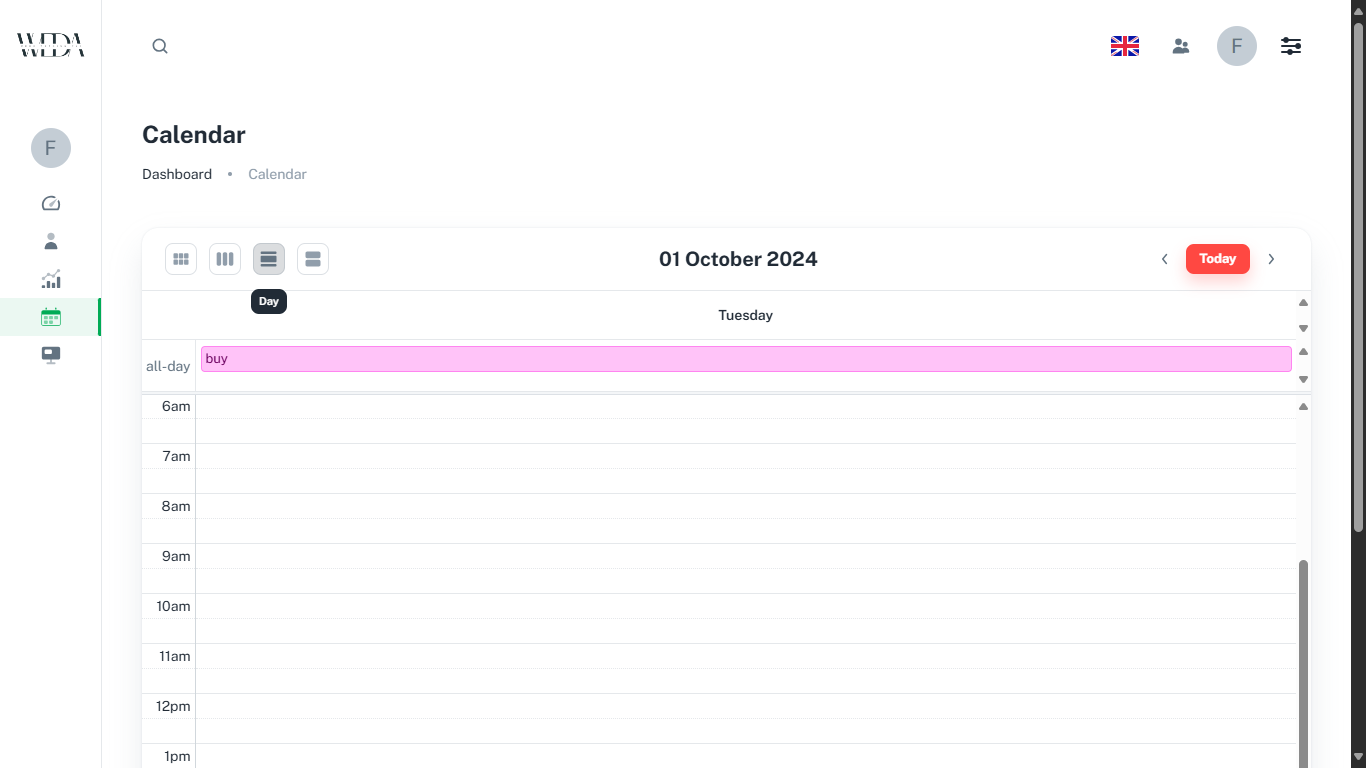 WEDA
F
F
Calendar
Dashboard • Calendar
01 October 2024
Today
Day
Tuesday
all-day
buy
6am
7am
8am
9am
10am
11am
12pm
1pm